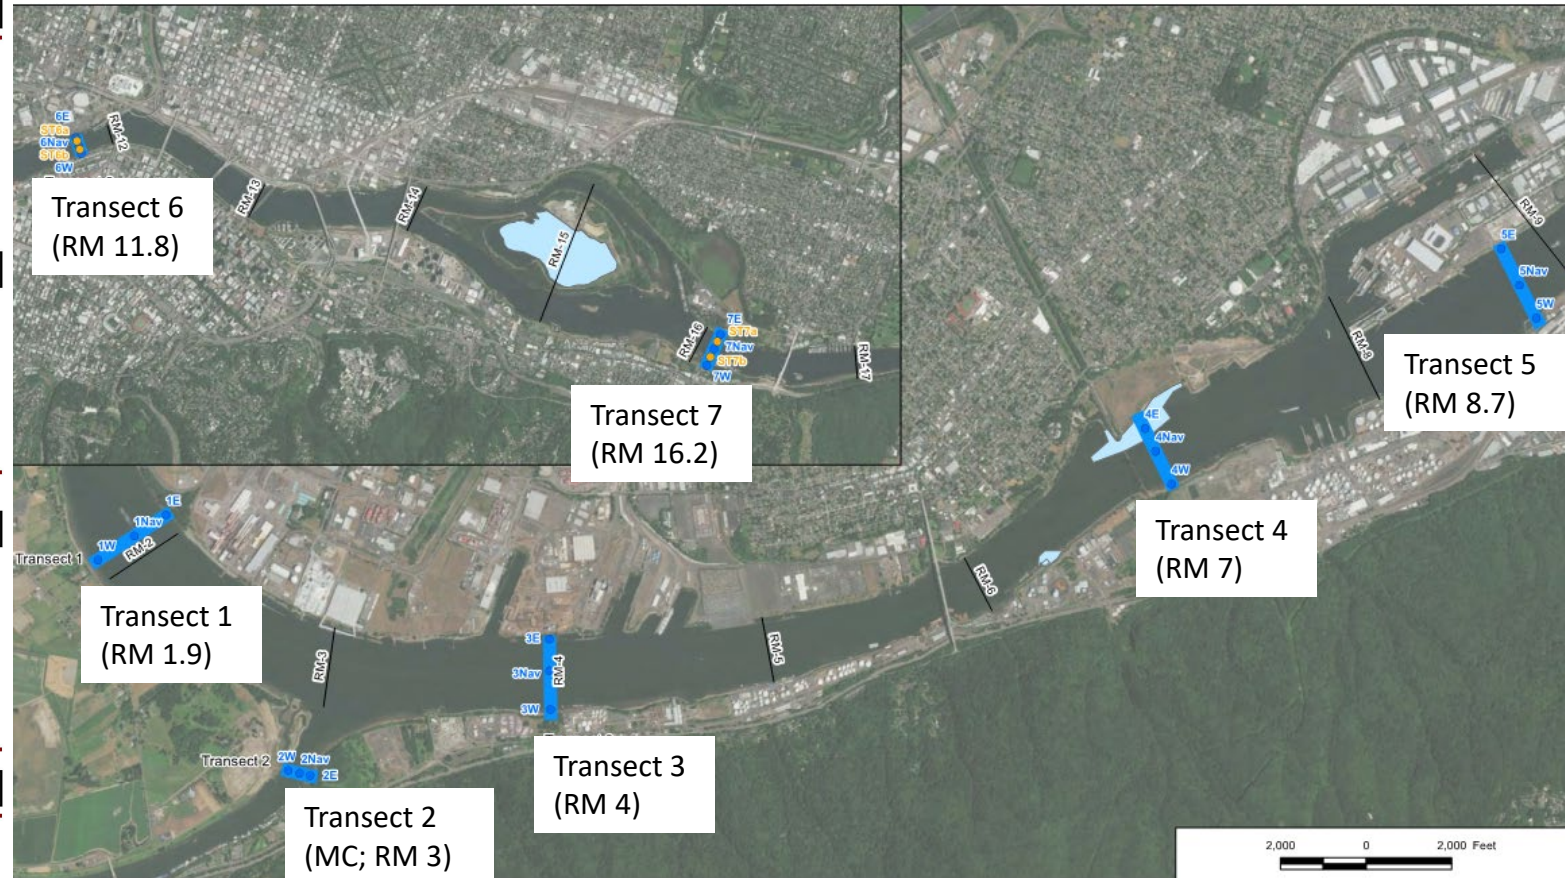 6E
ST6a
6Nav
ST6b
6W
RM-12
Transect 6
(RM 11.8)
RM-13
RM-14
RM-15
RM-16
7E
ST7a
7Nav
ST7b
7W
RM-17
Transect 7
(RM 16.2)
RM-9
5E
5Nav
5W
RM-8
Transect 5
(RM 8.7)
4E
4Nav
4W
Transect 4
(RM 7)
1E
1Nav
1W
RM-2
Transect 1
Transect 1
(RM 1.9)
RM-6
RM-5
RM-3
3E
RM-4
3Nav
3W
Transect 3
(RM 4)
Transect 2
2W
2Nav
2E
Transect 2
(MC; RM 3)
2,000 0 2,000 Feet